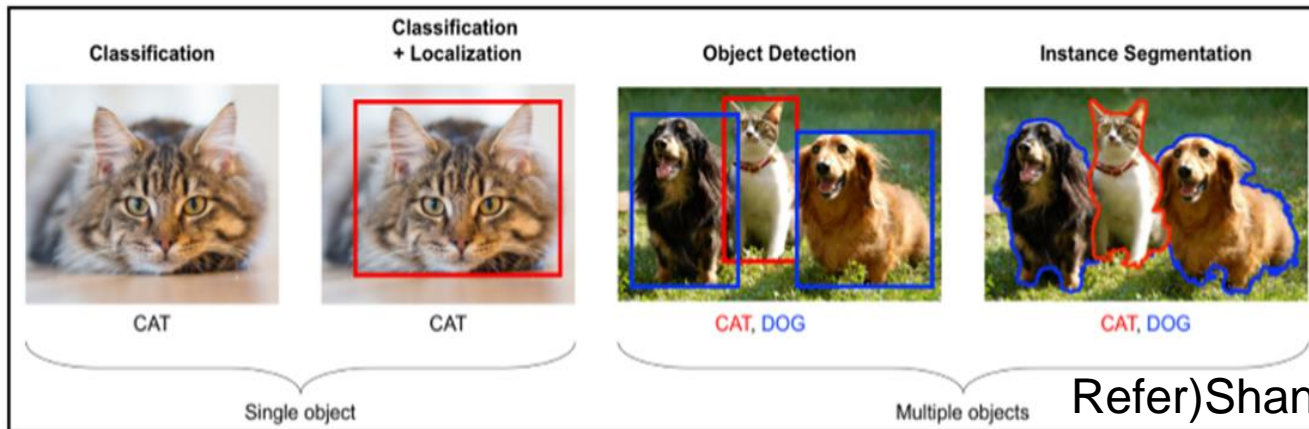 Classification
Classification
+ Localization
Object Detection
Instance Segmentation
CAT
CAT
CAT, DOG
CAT, DOG
Single object
Multiple objects
Refer)Shan